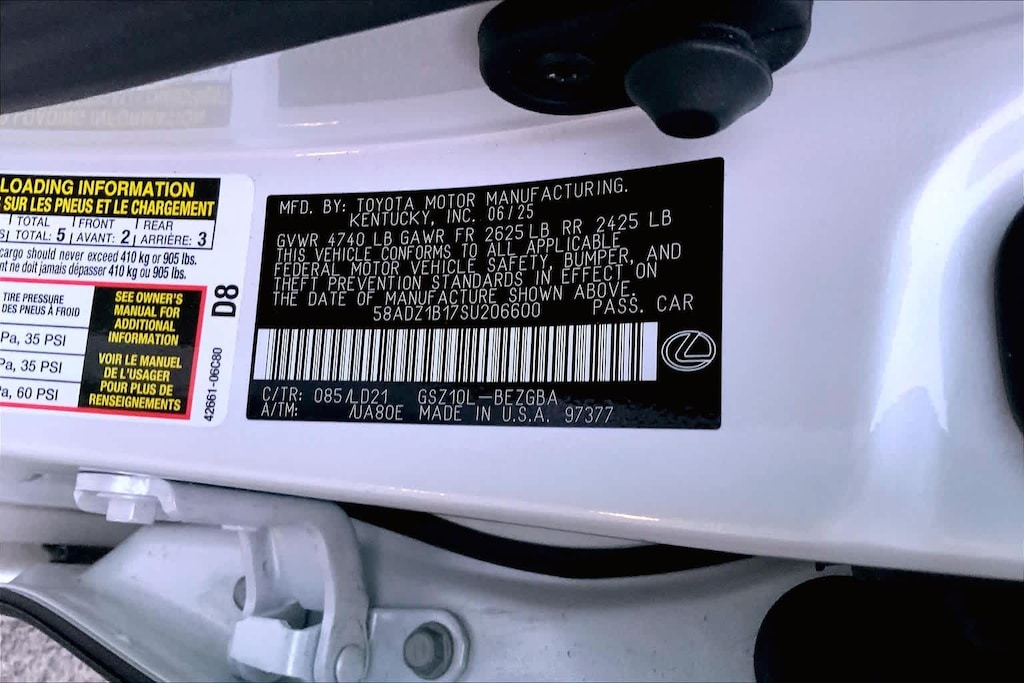 LOADING INFORMATION
SUR LES PNEUS ET LE CHARGEMENT
TOTAL FRONT REAR
TOTAL: 5 AVANT: 2 ARRIÈRE: 3
cargo should never exceed 410 kg or 905 lbs.
nt ne doit jamais dépasser 410 kg ou 905 lbs.
TIRE PRESSURE
DES PNEUS À FROID
Pa, 35 PSI
Pa, 35 PSI
Pa, 60 PSI
SEE OWNER'S
MANUAL FOR
ADDITIONAL
INFORMATION
VOIR LE MANUEL
DE L'USAGER
POUR PLUS DE
RENSEIGNEMENTS
D8
42661-06C80
MFD. BY: TOYOTA MOTOR MANUFACTURING.
KENTUCKY, INC. 06/25
GVWR 4740 LB GAWR FR 2625 LB RR 2425 LB
THIS VEHICLE CONFORMS TO ALL APPLICABLE
FEDERAL MOTOR VEHICLE SAFETY, BUMPER, AND
THEFT PREVENTION STANDARDS IN EFFECT ON
THE DATE OF MANUFACTURE SHOWN ABOVE.
58ADZ1B17SU206600 PASS. CAR
C/TR: 085/LD21 GSZ10L-BEZGBA
A/TM: /UA80E MADE IN U.S.A. 97377